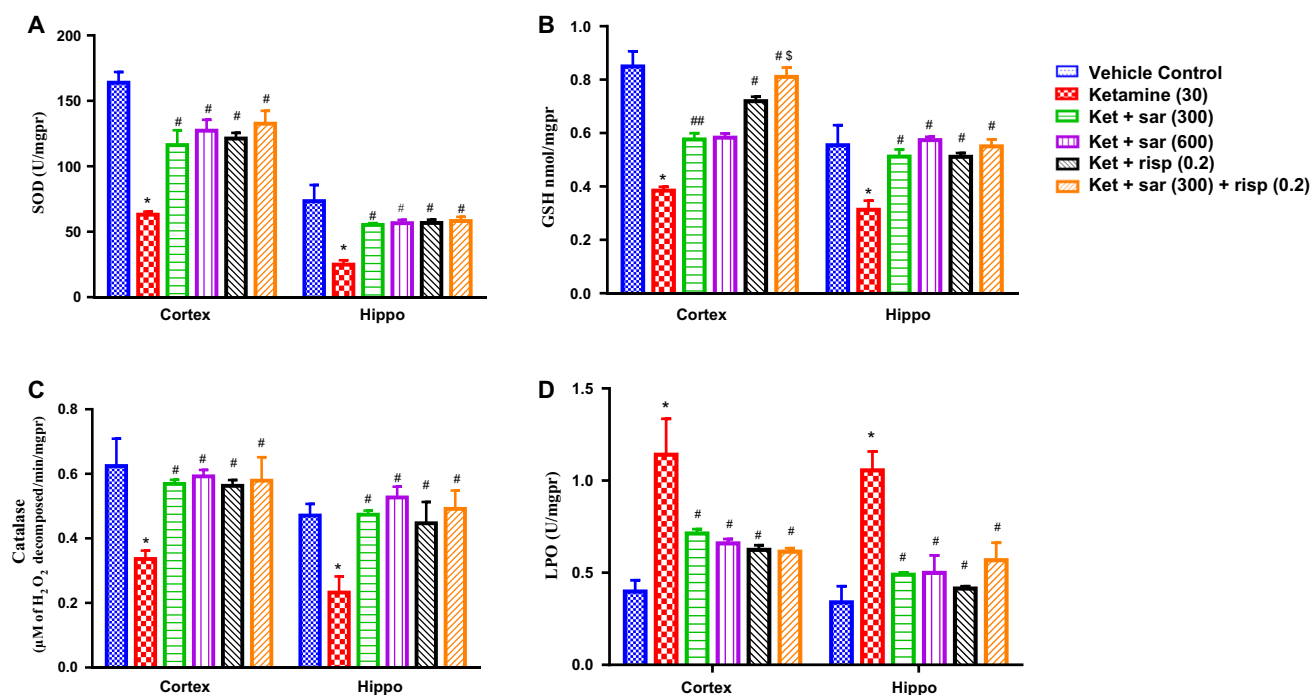 A
SOD (U/mgpr)
200
150
100
50
0
*
#
#
#
#
*
#
#
#
#
Cortex
Hippo
B
GSH nmol/mgpr
1.0
0.8
0.6
0.4
0.2
0.0
*
##
#
# $
*
#
#
#
#
Cortex
Hippo
Vehicle Control
Ketamine (30)
Ket + sar (300)
Ket + sar (600)
Ket + risp (0.2)
Ket + sar (300) + risp (0.2)
C
Catalase
(µM of H₂O₂ decomposed/min/mgpr)
0.8
0.6
0.4
0.2
0.0
*
#
#
#
#
*
#
#
#
#
Cortex
Hippo
D
LPO (U/mgpr)
1.5
1.0
0.5
0.0
*
#
#
#
#
*
#
#
#
#
Cortex
Hippo